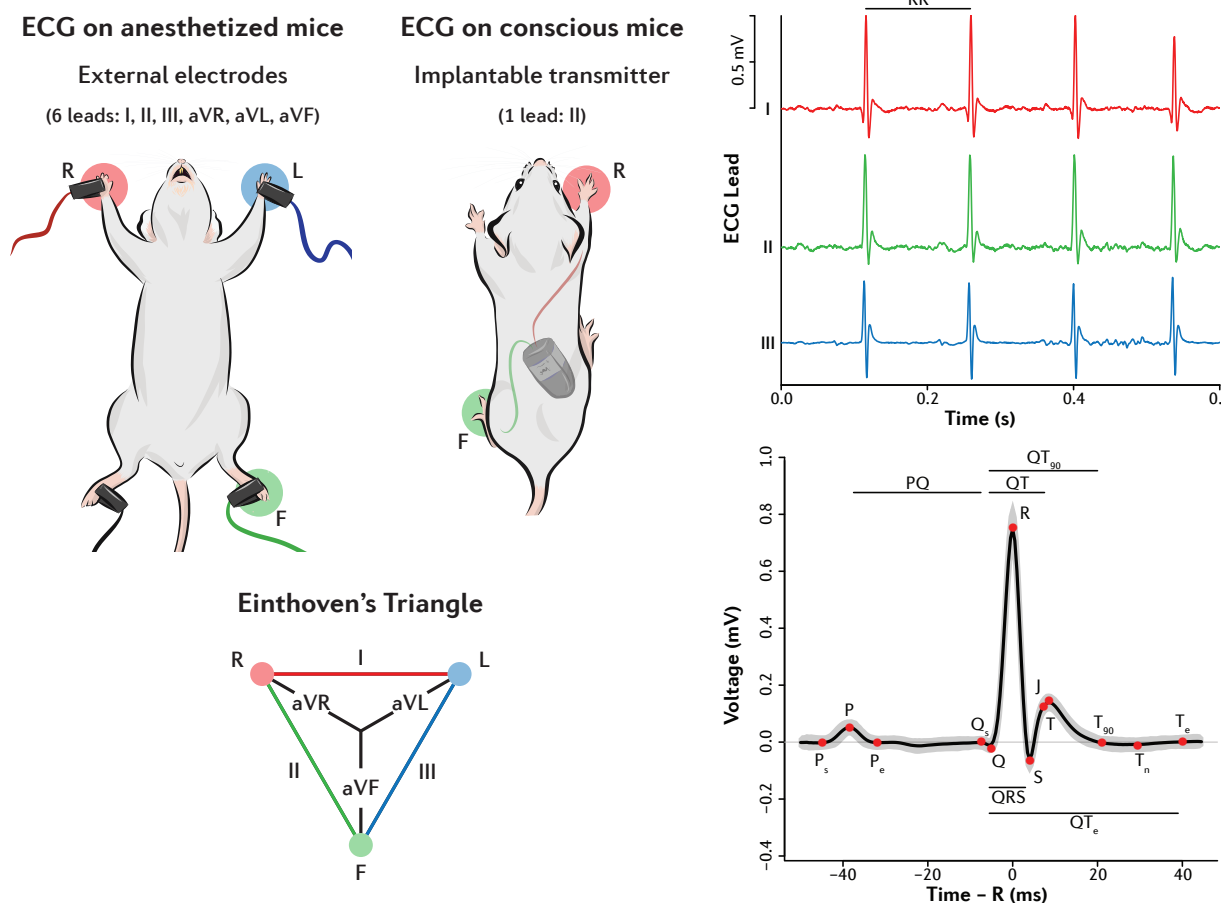 ECG on anesthetized mice
External electrodes
(6 leads: I, II, III, aVR, aVL, aVF)
R
L
F
ECG on conscious mice
Implantable transmitter
(1 lead: II)
R
F
Einthoven's Triangle
R
I
L
aVR
aVL
II
III
aVF
F
RR
0.5 mV
ECG Lead
I
II
III
0.0
0.2
0.4
Time (s)
QT90
PQ
QT
1.0
0.8
0.6
0.4
0.2
0.0
−0.2
−0.4
Voltage (mV)
R
J
P
T
Qs
T90
Te
Ps
Pe
Q
Tn
S
QRS
QTe
−40
−20
0
20
40
Time – R (ms)